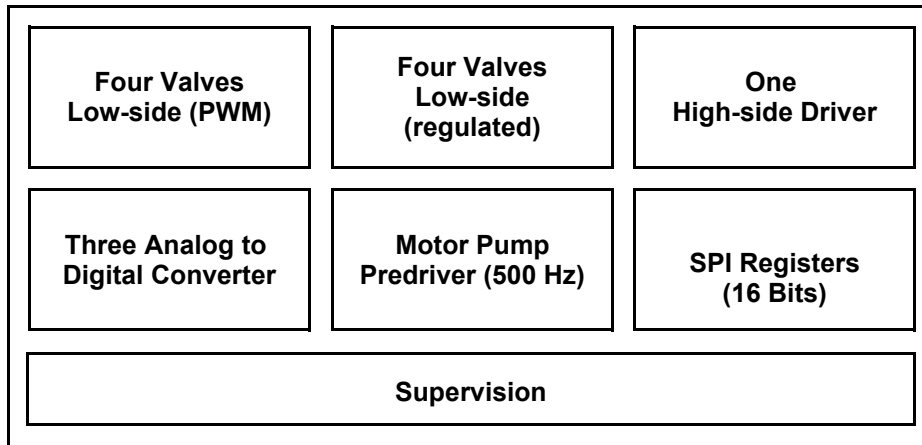 Four Valves
Low-side (PWM)
Four Valves
Low-side
(regulated)
One
High-side Driver
Three Analog to
Digital Converter
Motor Pump
Predriver (500 Hz)
SPI Registers
(16 Bits)
Supervision